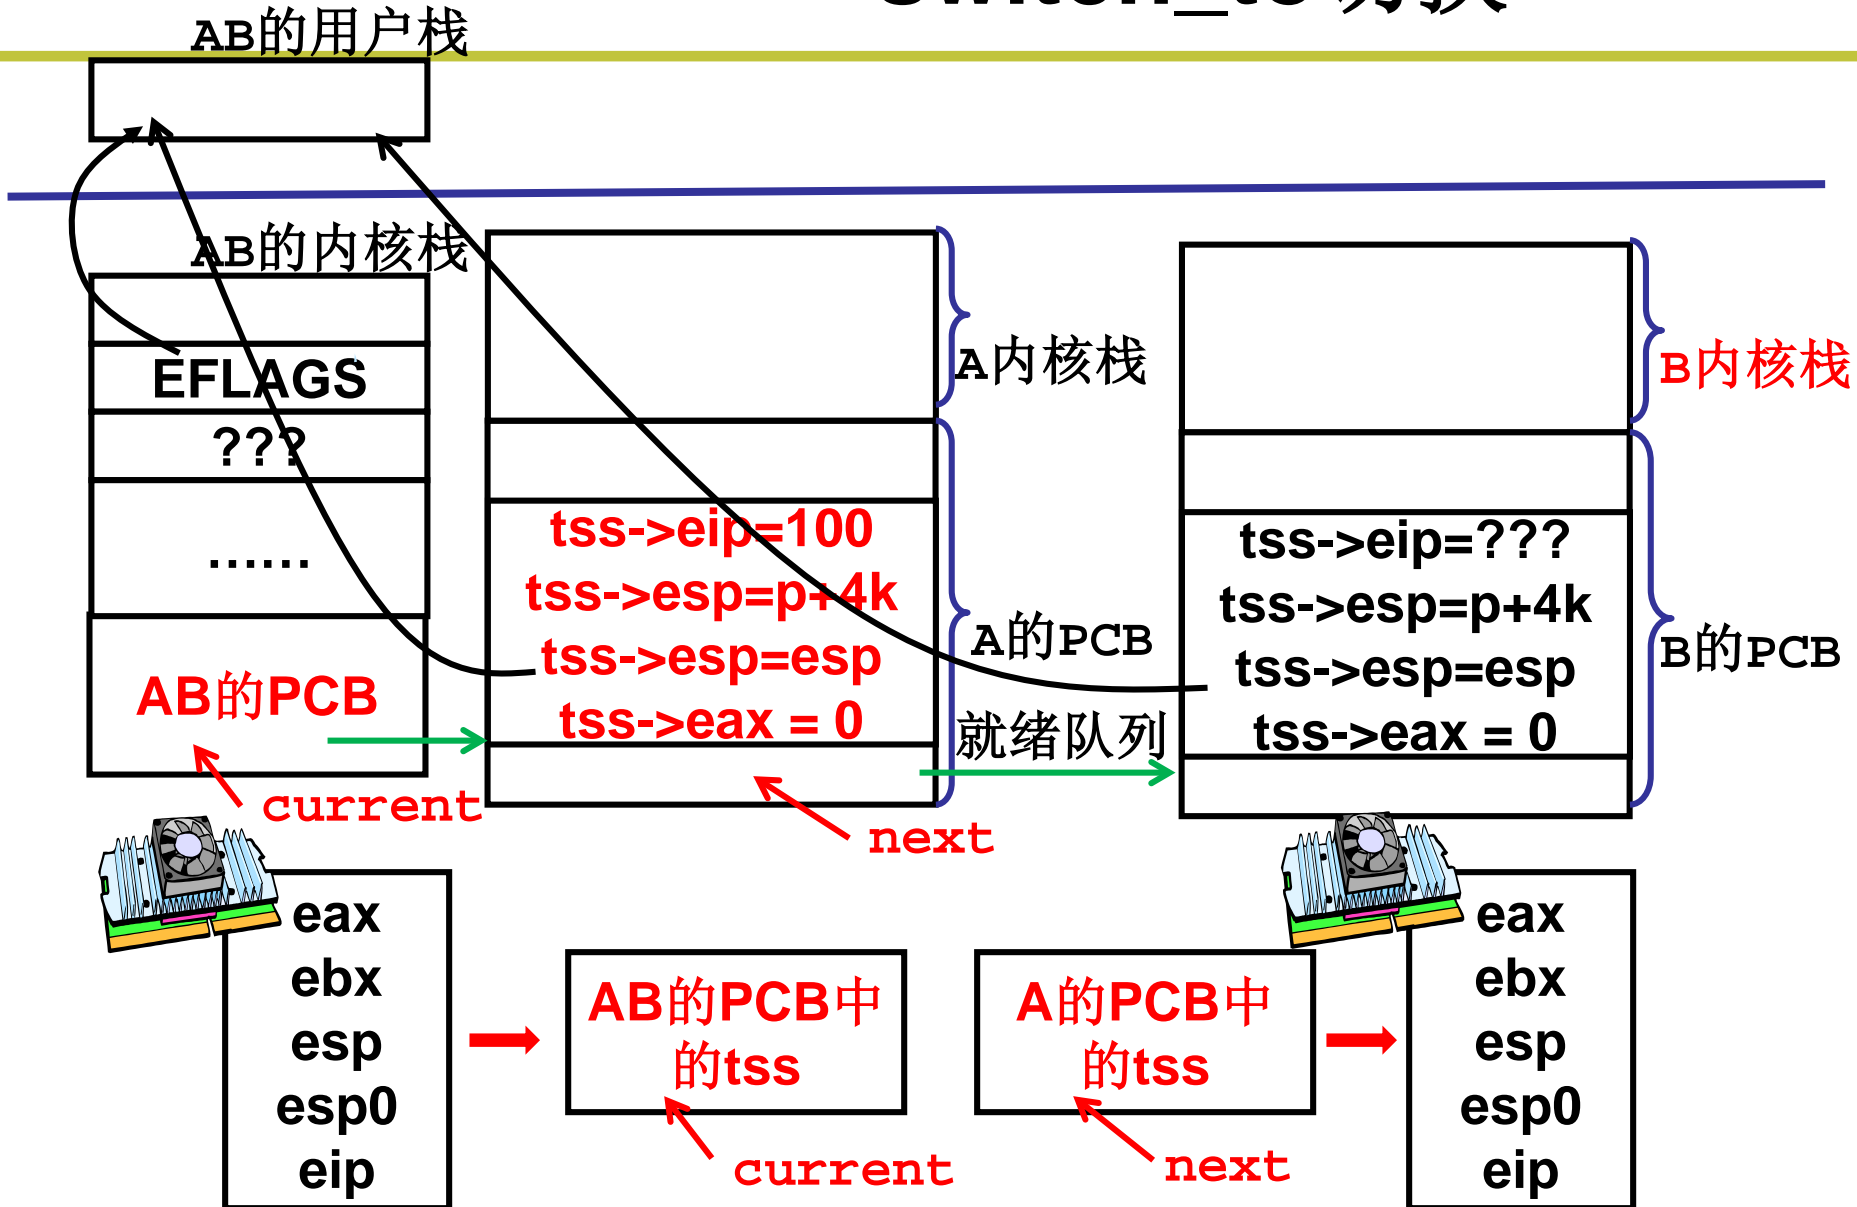 AB的用户栈
AB的内核栈
EFLAGS
???
......
AB的PCB
current
tss->eip=100
tss->esp=p+4k
tss->esp=esp
tss->eax = 0
A内核栈
A的PCB
就绪队列
next
tss->eip=???
tss->esp=p+4k
tss->esp=esp
tss->eax = 0
B内核栈
B的PCB
eax
ebx
esp
esp0
eip
AB的PCB中
的tss
current
A的PCB中
的tss
next
eax
ebx
esp
esp0
eip